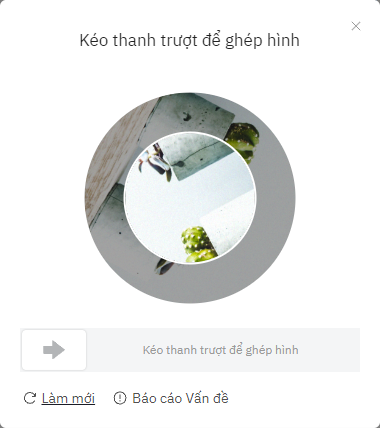 Kéo thanh trượt để ghép hình
Kéo thanh trượt để ghép hình
Làm mới
Báo cáo Vấn đề